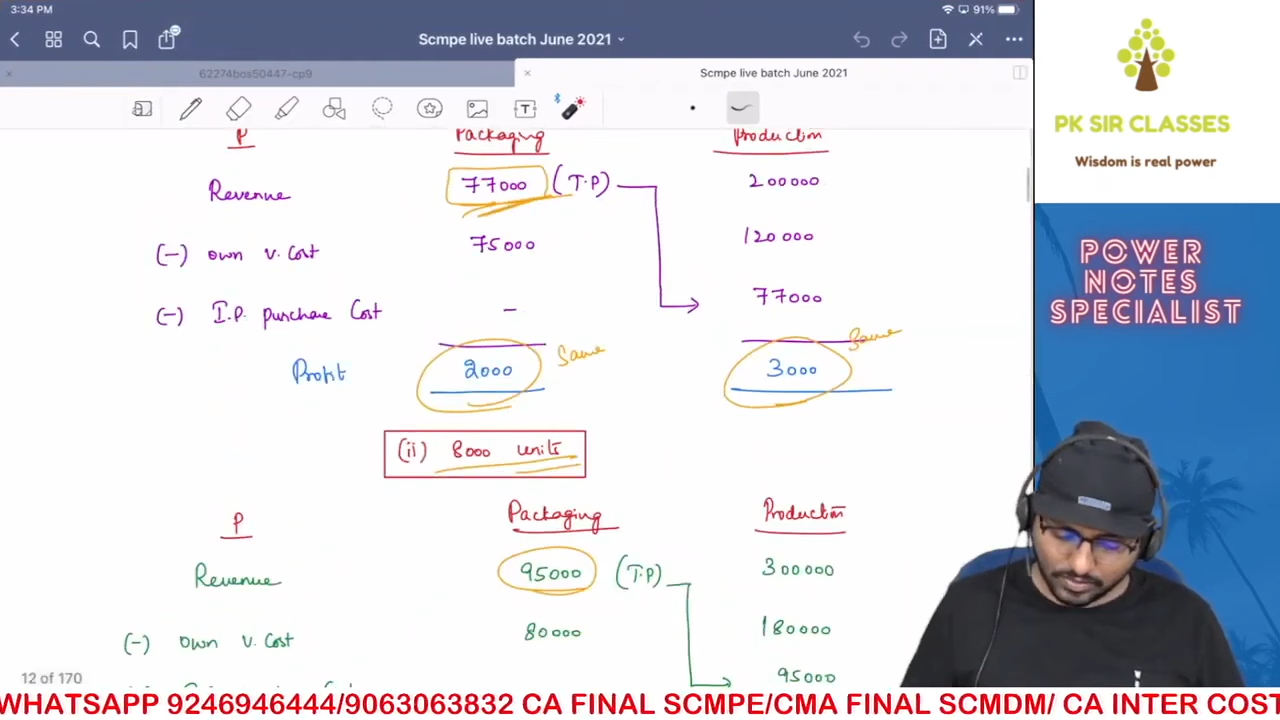 3:34 PM
91%
Scmpe live batch June 2021
62274bos50447-cp9
Scmpe live batch June 2021
P Packaging Production
Revenue 77000 (T.P) 200000
(-) own v. Cost 75000 120000
(-) I.P. purchase Cost - 77000
Profit 2000 Same 3000 Same
(ii) 8000 units
P Packaging Production
Revenue 95000 (T.P) 300000
(-) own v. Cost 80000 180000
95000
12 of 170
PK SIR CLASSES
Wisdom is real power
POWER
NOTES
SPECIALIST
WHATSAPP 9246946444/9063063832 CA FINAL SCMPE/CMA FINAL SCMDM/ CA INTER COST